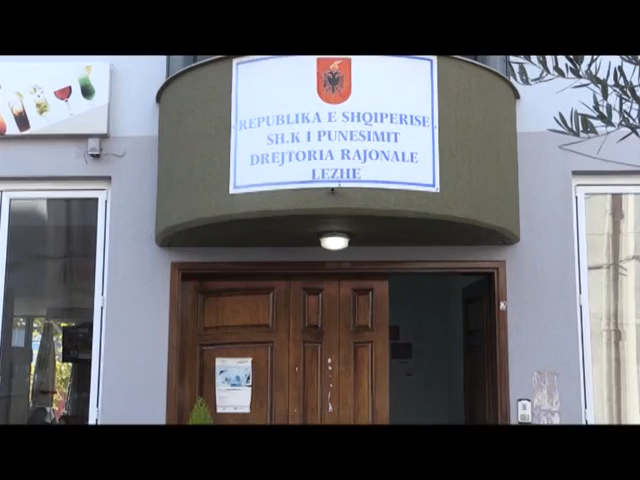 REPUBLIKA E SHQIPERISE
SH.K I PUNESIMIT
DREJTORIA RAJONALE
LEZHE